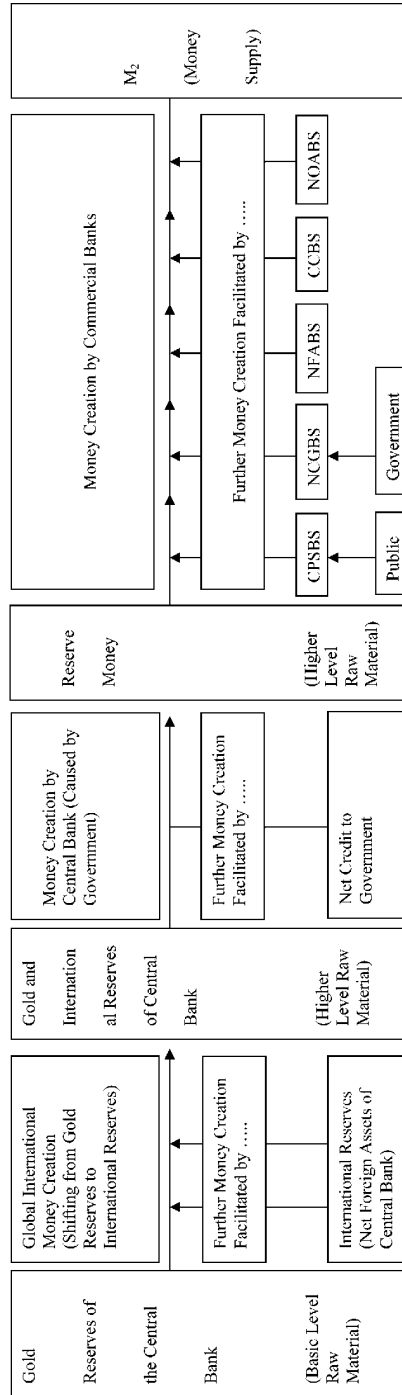 Gold
Reserves of
the Central
Bank
(Basic Level
Raw
Material)
Global International
Money Creation
(Shifting from Gold
Reserves to
International Reserves)
Further Money Creation
Facilitated by …..
International Reserves
(Net Foreign Assets of
Central Bank)
Gold and
Internation
al Reserves
of Central
Bank
(Higher
Level Raw
Material)
Money Creation by
Central Bank (Caused by
Government)
Further Money Creation
Facilitated by …..
Net Credit to
Government
Reserve
Money
(Higher
Level
Raw
Material)
Money Creation by Commercial Banks
Further Money Creation Facilitated by …..
CPSBS
NCGBS
NFABS
CCBS
NOABS
Public
Government
M₂
(Money
Supply)